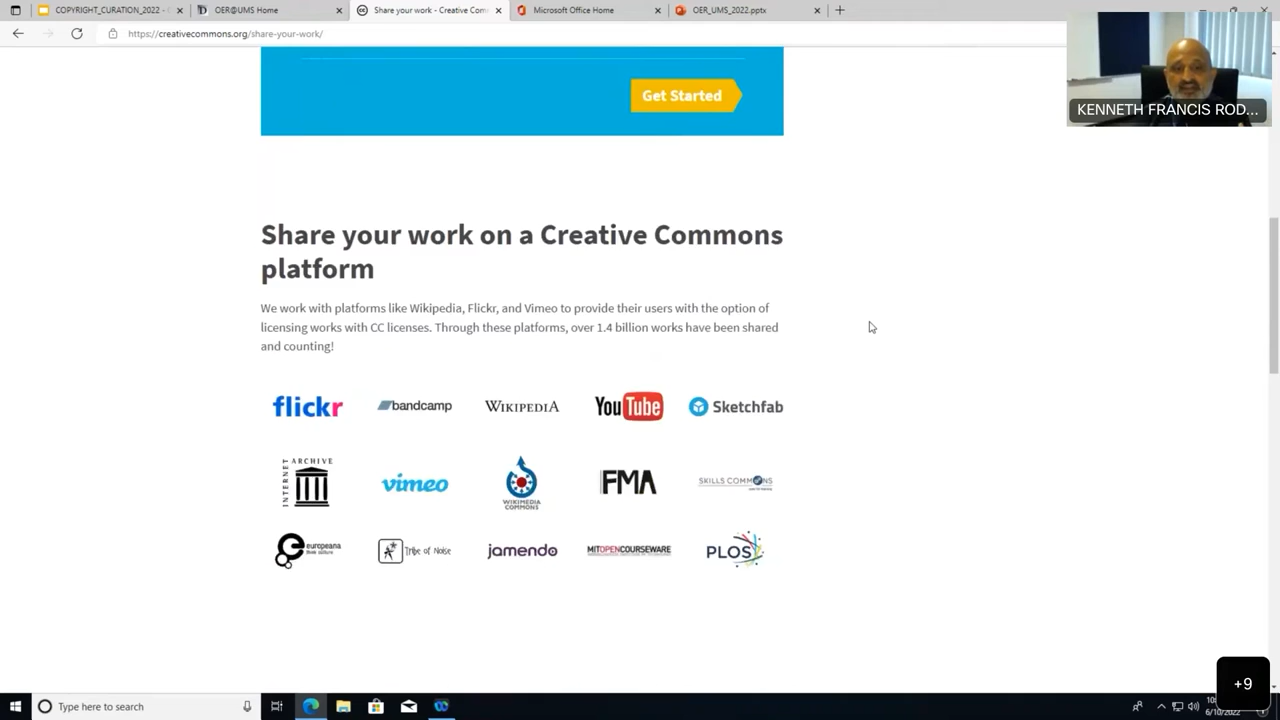 COPYRIGHT_CURATION_2022 -
OER@UMS Home
Share your work - Creative Com
Microsoft Office Home
OER_UMS_2022.pptx
https://creativecommons.org/share-your-work/
KENNETH FRANCIS ROD...
Get Started
Share your work on a Creative Commons
platform
We work with platforms like Wikipedia, Flickr, and Vimeo to provide their users with the option of
licensing works with CC licenses. Through these platforms, over 1.4 billion works have been shared
and counting!
flickr bandcamp WIKIPEDIA YouTube Sketchfab
INTERNET ARCHIVE vimeo WIKIMEDIA COMMONS FMA SKILLS COMMONS
europeana Tribe of Noise jamendo MITOPENCOURSEWARE PLOS
+9
Type here to search
6/10/2022